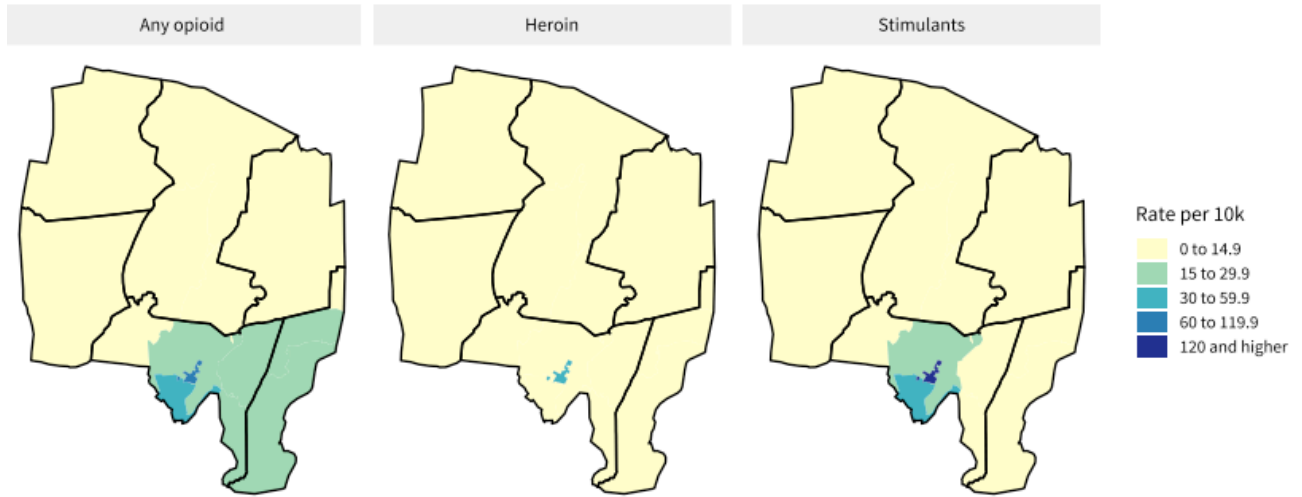 Any opioid
Heroin
Stimulants
Rate per 10k
0 to 14.9
15 to 29.9
30 to 59.9
60 to 119.9
120 and higher